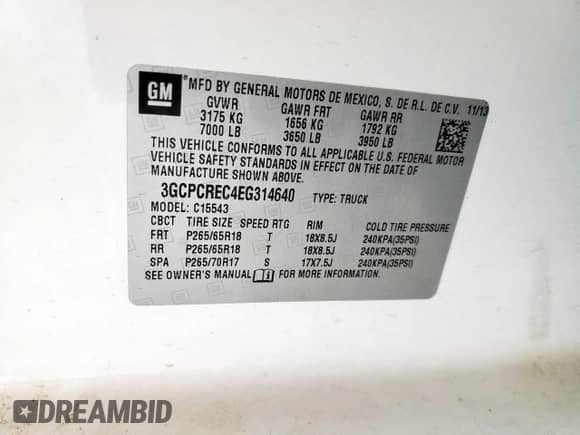 GM
®MFD BY GENERAL MOTORS DE MEXICO, S. DE R.L. DE C.V. 11/13
GVWR GAWR FRT GAWR RR
3175 KG 1656 KG 1792 KG
7000 LB 3650 LB 3950 LB
THIS VEHICLE CONFORMS TO ALL APPLICABLE U.S. FEDERAL MOTOR
VEHICLE SAFETY STANDARDS IN EFFECT ON THE DATE OF
MANUFACTURE SHOWN ABOVE.
3GCPCREC4EG314640 TYPE: TRUCK
MODEL: C15543
CBCT TIRE SIZE SPEED RTG RIM COLD TIRE PRESSURE
FRT P265/65R18 T 18X8.5J 240KPA(35PSI)
RR P265/65R18 T 18X8.5J 240KPA(35PSI)
SPA P265/70R17 S 17X7.5J 240KPA(35PSI)
SEE OWNER'S MANUAL FOR MORE INFORMATION.
DREAMBID